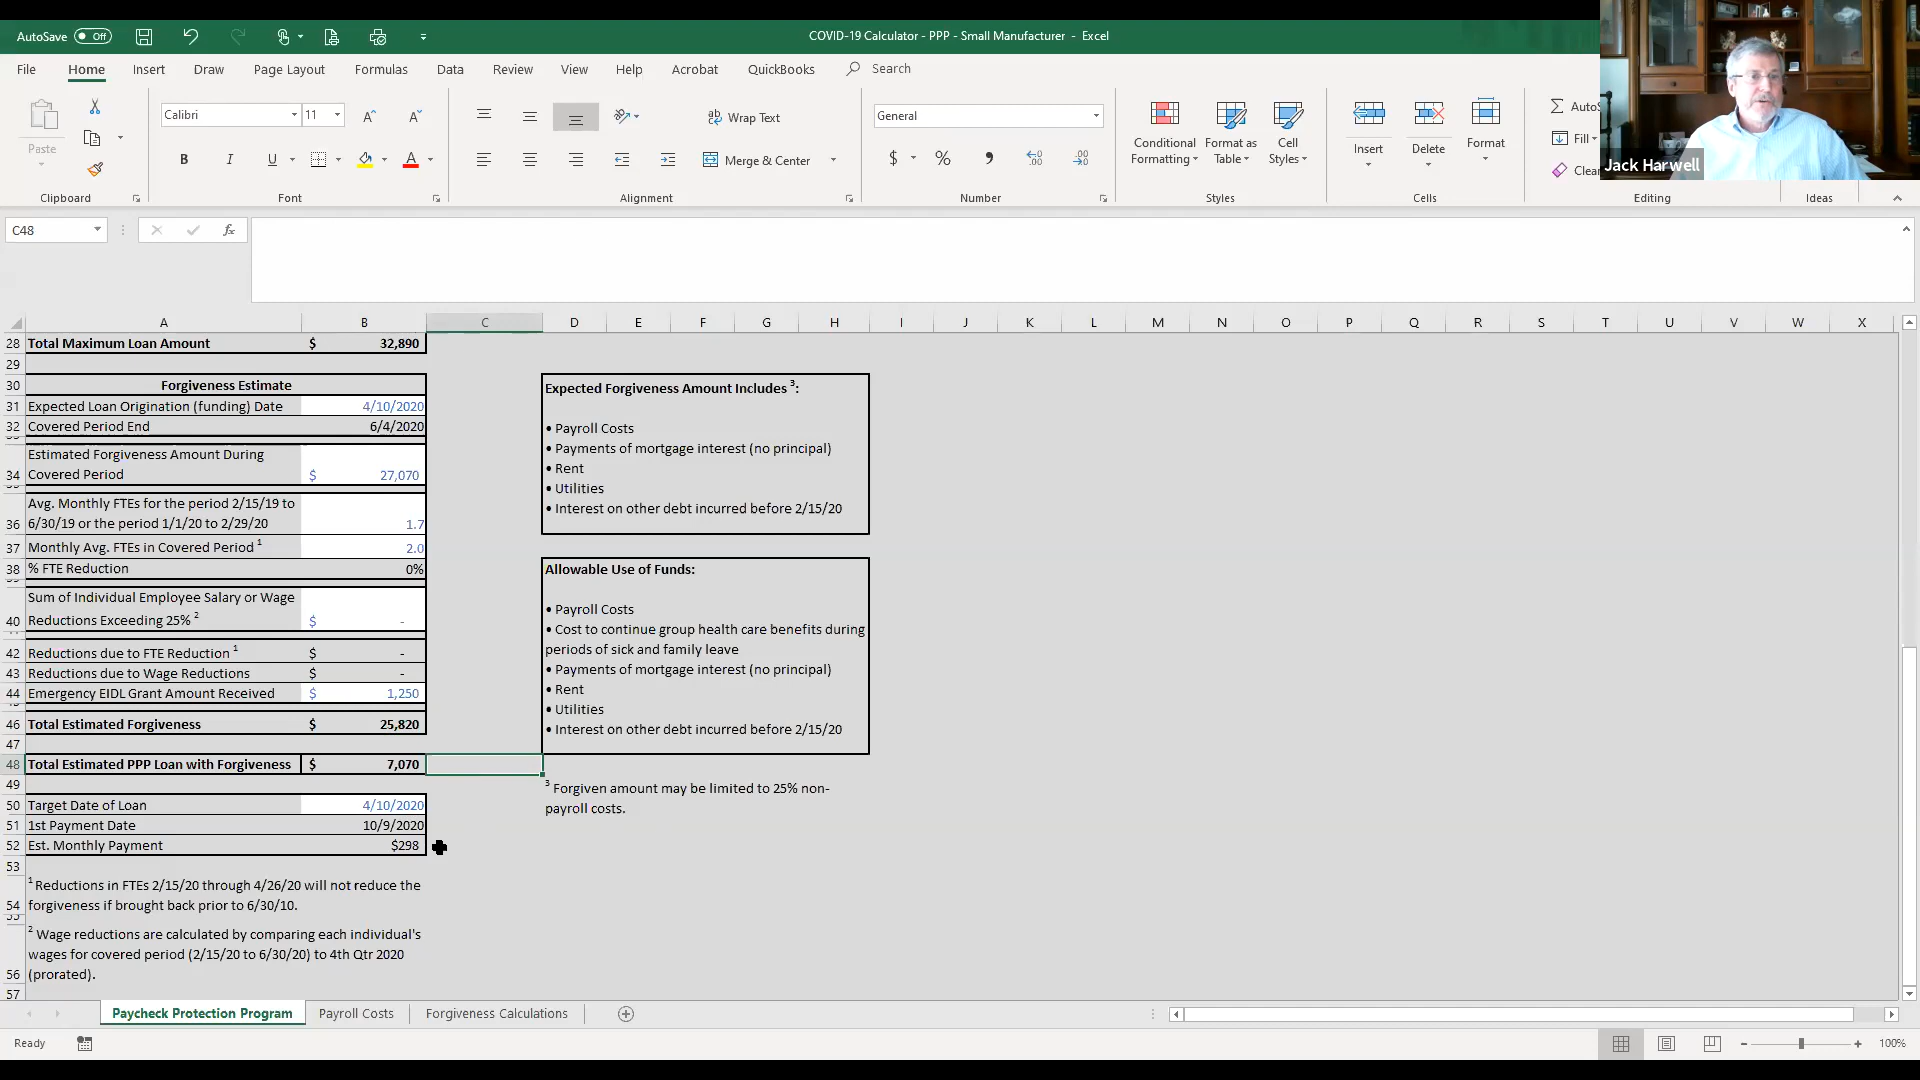 AutoSave Off
COVID-19 Calculator - PPP - Small Manufacturer - Excel
File Home Insert Draw Page Layout Formulas Data Review View Help Acrobat QuickBooks Search
Paste
Calibri 11
B I U
Wrap Text
Merge & Center
General
$ %
Conditional
Formatting
Format as
Table
Cell
Styles
Insert
Delete
Format
Fill
Jack Harwell
Clipboard Font Alignment Number Styles Cells Editing Ideas
C48
fx
A B C D E F G H I J K L M N O P Q R S T U V W X
28 Total Maximum Loan Amount $ 32,890
29
30 Forgiveness Estimate
31 Expected Loan Origination (funding) Date 4/10/2020
32 Covered Period End 6/4/2020
Estimated Forgiveness Amount During
34 Covered Period $ 27,070
Avg. Monthly FTEs for the period 2/15/19 to
36 6/30/19 or the period 1/1/20 to 2/29/20 1.7
37 Monthly Avg. FTEs in Covered Period 1 2.0
38 % FTE Reduction 0%
Sum of Individual Employee Salary or Wage
40 Reductions Exceeding 25% 2 $ -
42 Reductions due to FTE Reduction 1 $ -
43 Reductions due to Wage Reductions $ -
44 Emergency EIDL Grant Amount Received $ 1,250
46 Total Estimated Forgiveness $ 25,820
47
48 Total Estimated PPP Loan with Forgiveness $ 7,070
49
50 Target Date of Loan 4/10/2020
51 1st Payment Date 10/9/2020
52 Est. Monthly Payment $298
53
1 Reductions in FTEs 2/15/20 through 4/26/20 will not reduce the
54 forgiveness if brought back prior to 6/30/10.
2 Wage reductions are calculated by comparing each individual's
wages for covered period (2/15/20 to 6/30/20) to 4th Qtr 2020
56 (prorated).
57
Expected Forgiveness Amount Includes 3:
• Payroll Costs
• Payments of mortgage interest (no principal)
• Rent
• Utilities
• Interest on other debt incurred before 2/15/20
Allowable Use of Funds:
• Payroll Costs
• Cost to continue group health care benefits during
periods of sick and family leave
• Payments of mortgage interest (no principal)
• Rent
• Utilities
• Interest on other debt incurred before 2/15/20
3 Forgiven amount may be limited to 25% non-
payroll costs.
Paycheck Protection Program Payroll Costs Forgiveness Calculations
Ready
100%